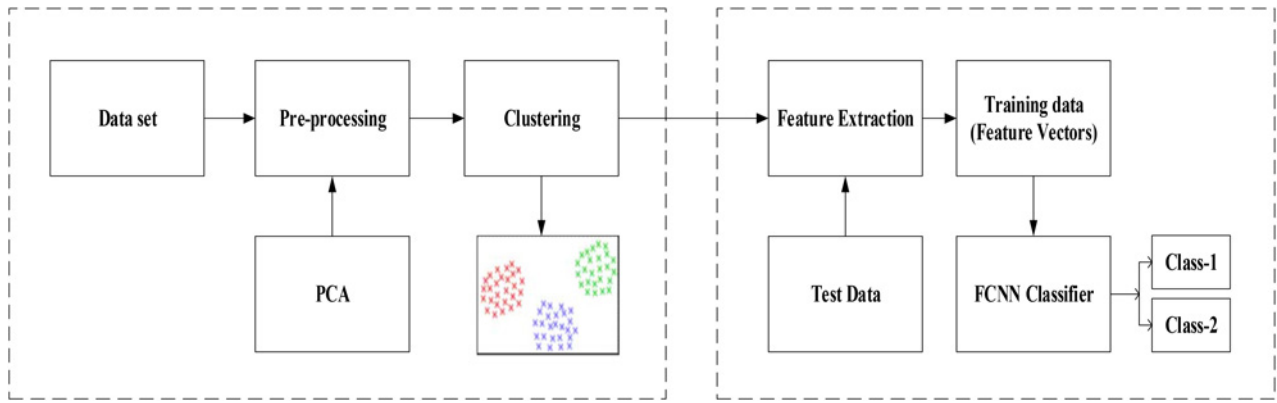 Data set
Pre-processing
Clustering
Feature Extraction
Training data
(Feature Vectors)
PCA
Test Data
FCNN Classifier
Class-1
Class-2